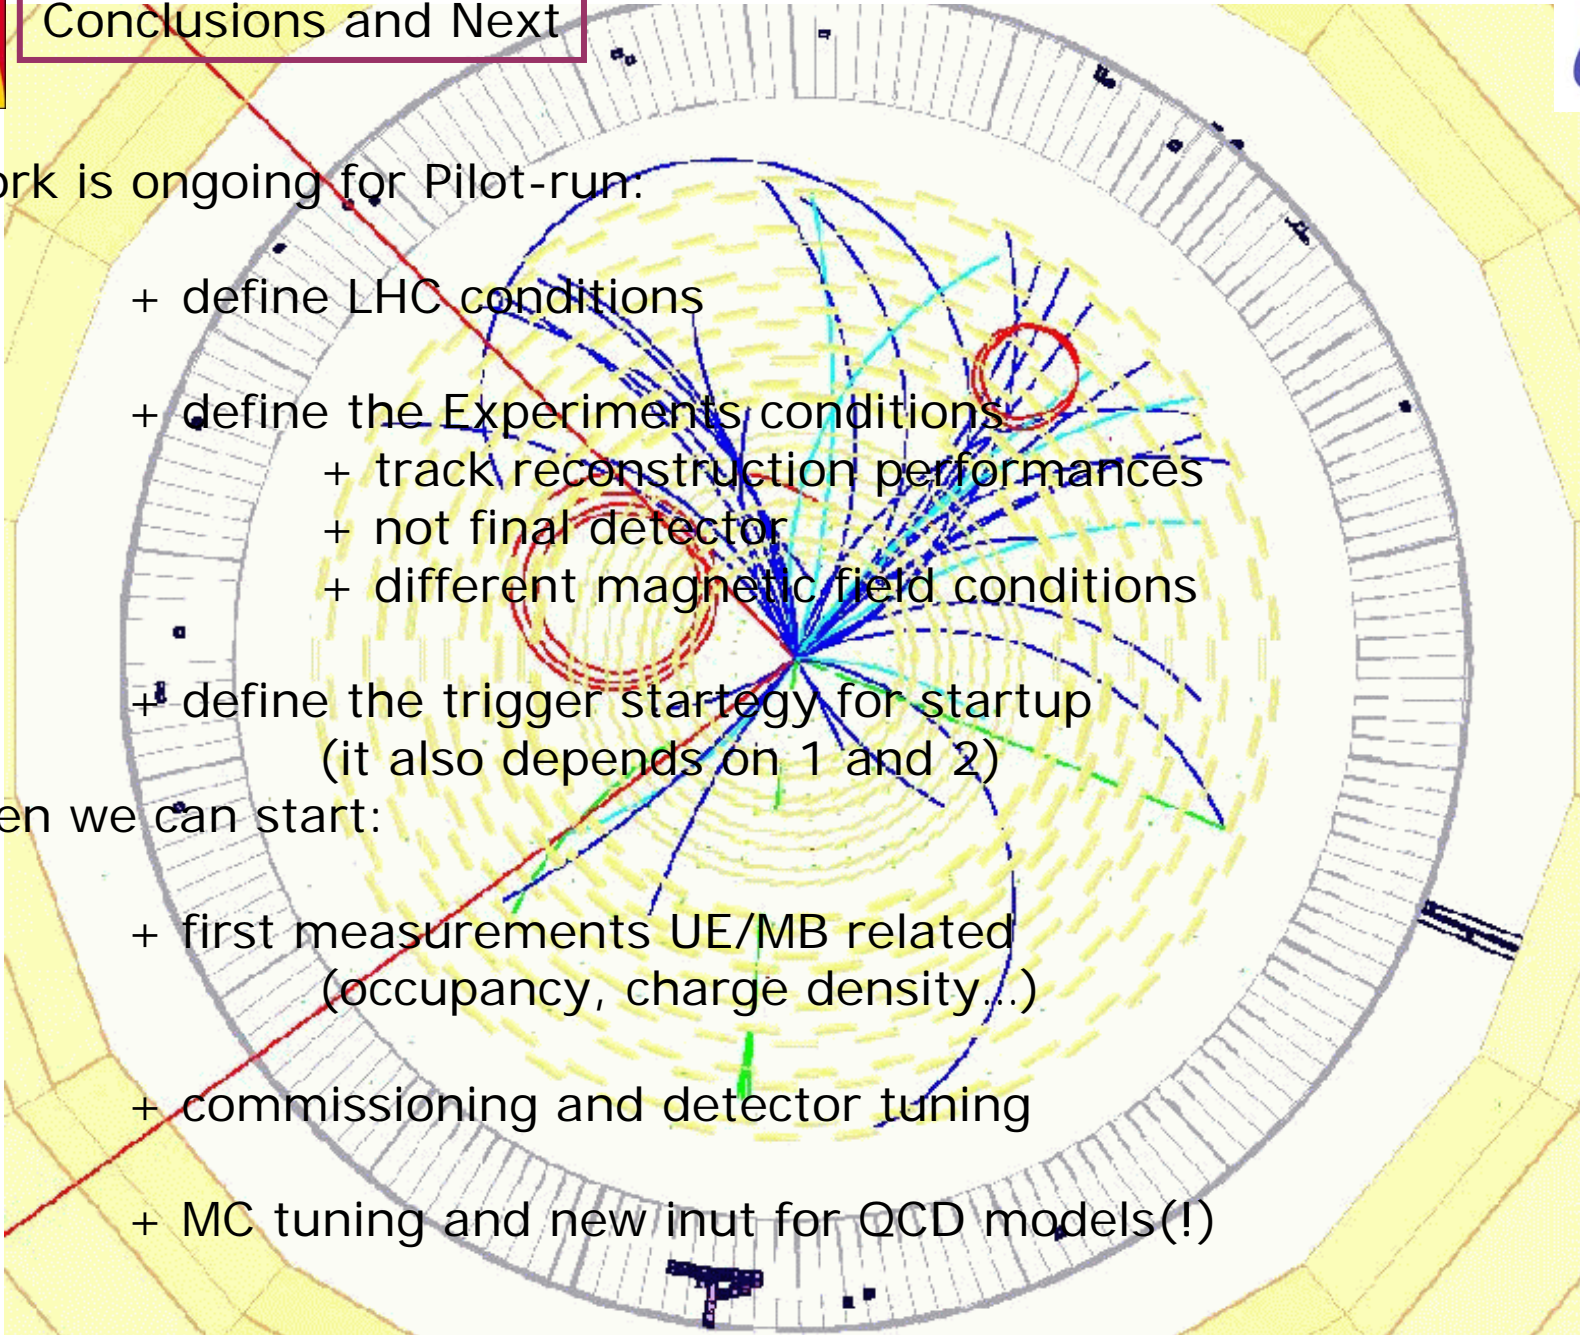 Conclusions and Next
ork is ongoing for Pilot-run:
+ define LHC conditions
+ define the Experiments conditions
+ track reconstruction performances
+ not final detector
+ different magnetic field conditions
+ define the trigger startegy for startup
(it also depends on 1 and 2)
en we can start:
+ first measurements UE/MB related
(occupancy, charge density...)
+ commissioning and detector tuning
+ MC tuning and new inut for QCD models(!)